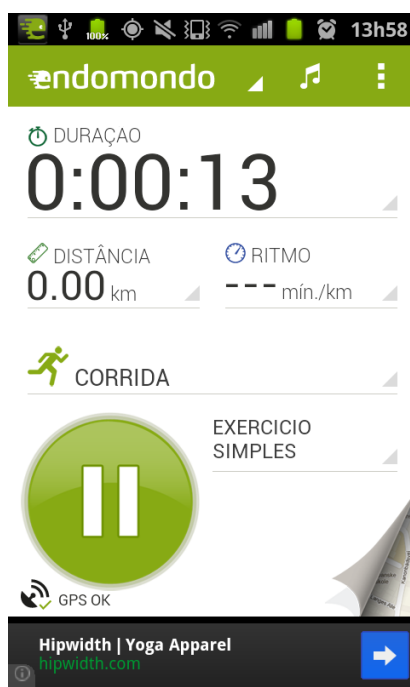 100% 13h58
endomondo
DURAÇAO
0:00:13
DISTÂNCIA RITMO
0.00 km --- mín./km
CORRIDA
EXERCICIO
SIMPLES
GPS OK
Hipwidth | Yoga Apparel
hipwidth.com